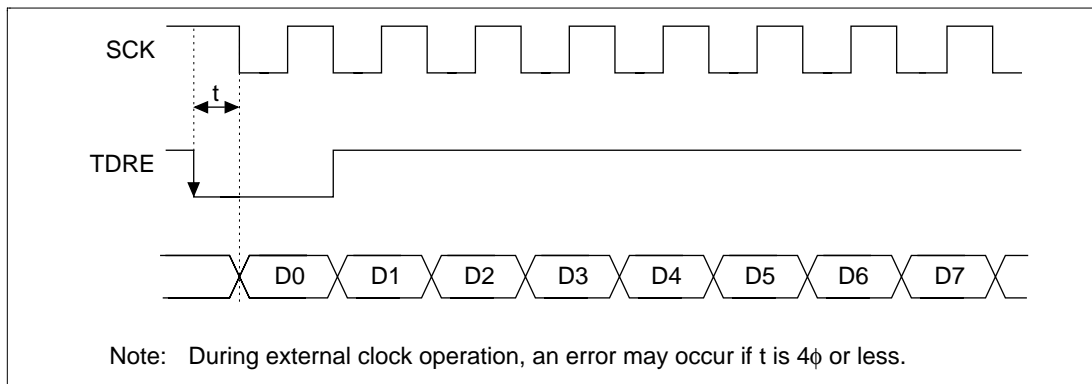 SCK
t
TDRE
D0 D1 D2 D3 D4 D5 D6 D7
Note: During external clock operation, an error may occur if t is 4ϕ or less.